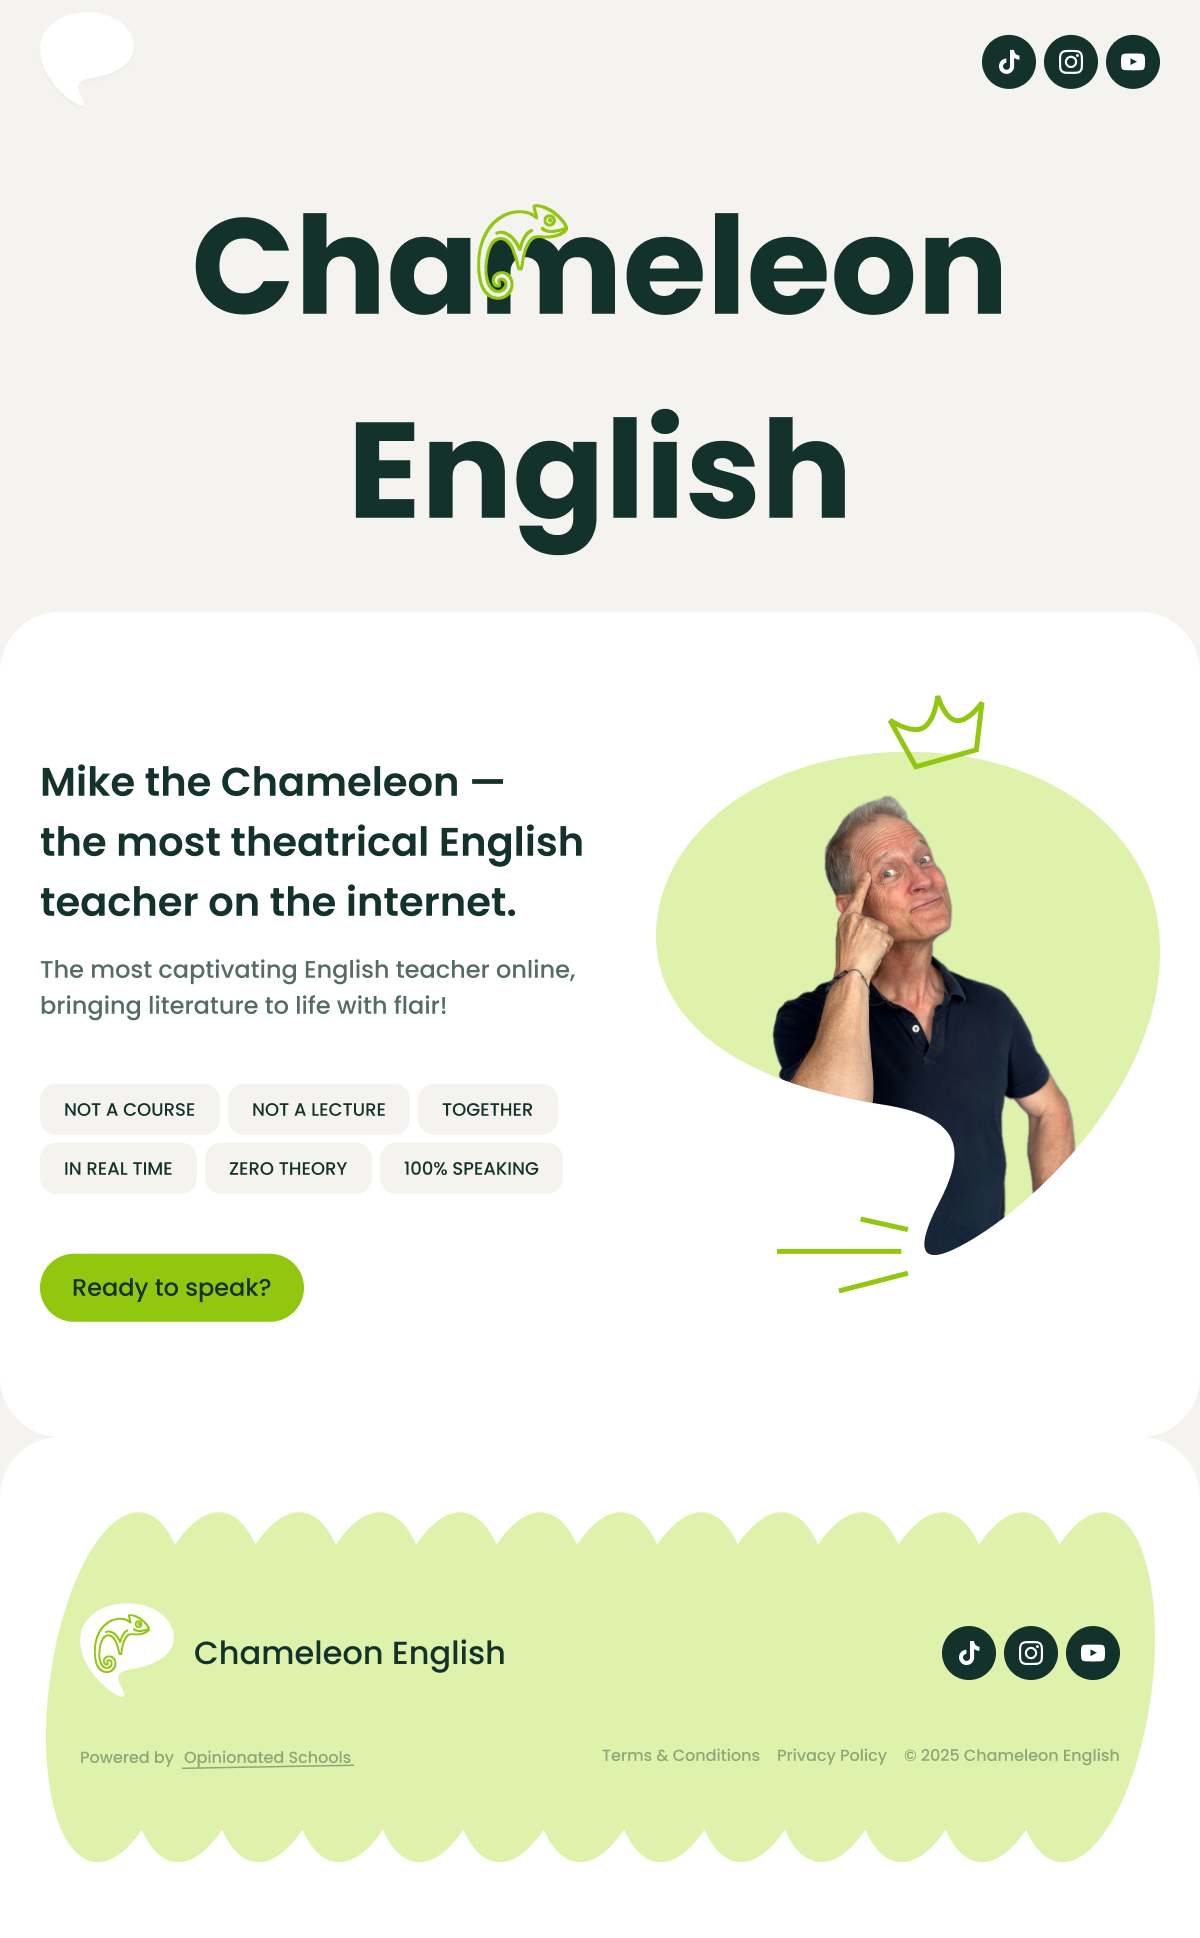 Chameleon
English
Mike the Chameleon —
the most theatrical English
teacher on the internet.
The most captivating English teacher online,
bringing literature to life with flair!
NOT A COURSE
NOT A LECTURE
TOGETHER
IN REAL TIME
ZERO THEORY
100% SPEAKING
Ready to speak?
Chameleon English
Powered by Opinionated Schools
Terms & Conditions
Privacy Policy
© 2025 Chameleon English